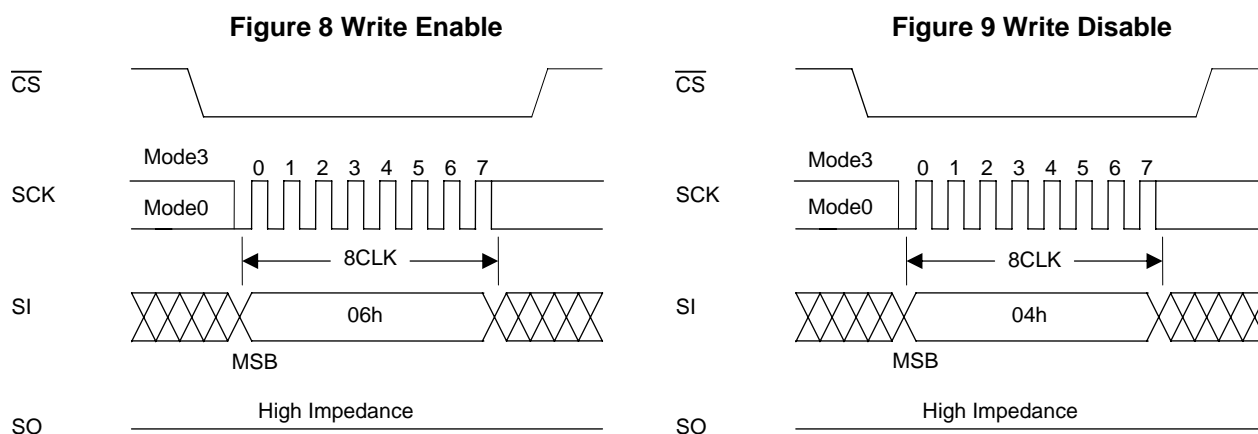 Figure 8 Write Enable
CS
Mode3
0 1 2 3 4 5 6 7
SCK
Mode0
8CLK
SI
06h
MSB
High Impedance
SO
Figure 9 Write Disable
CS
Mode3
0 1 2 3 4 5 6 7
SCK
Mode0
8CLK
SI
04h
MSB
High Impedance
SO